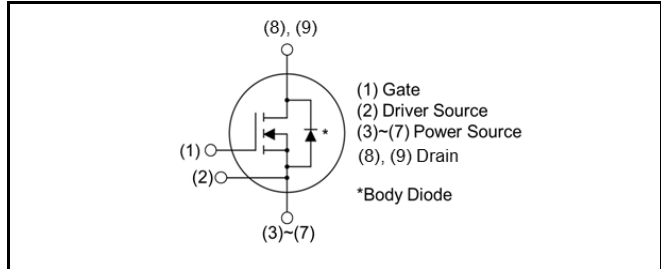 (8), (9)
(1) Gate
(2) Driver Source
(3)~(7) Power Source
(8), (9) Drain
*
(1)
(2)
*Body Diode
(3)~(7)